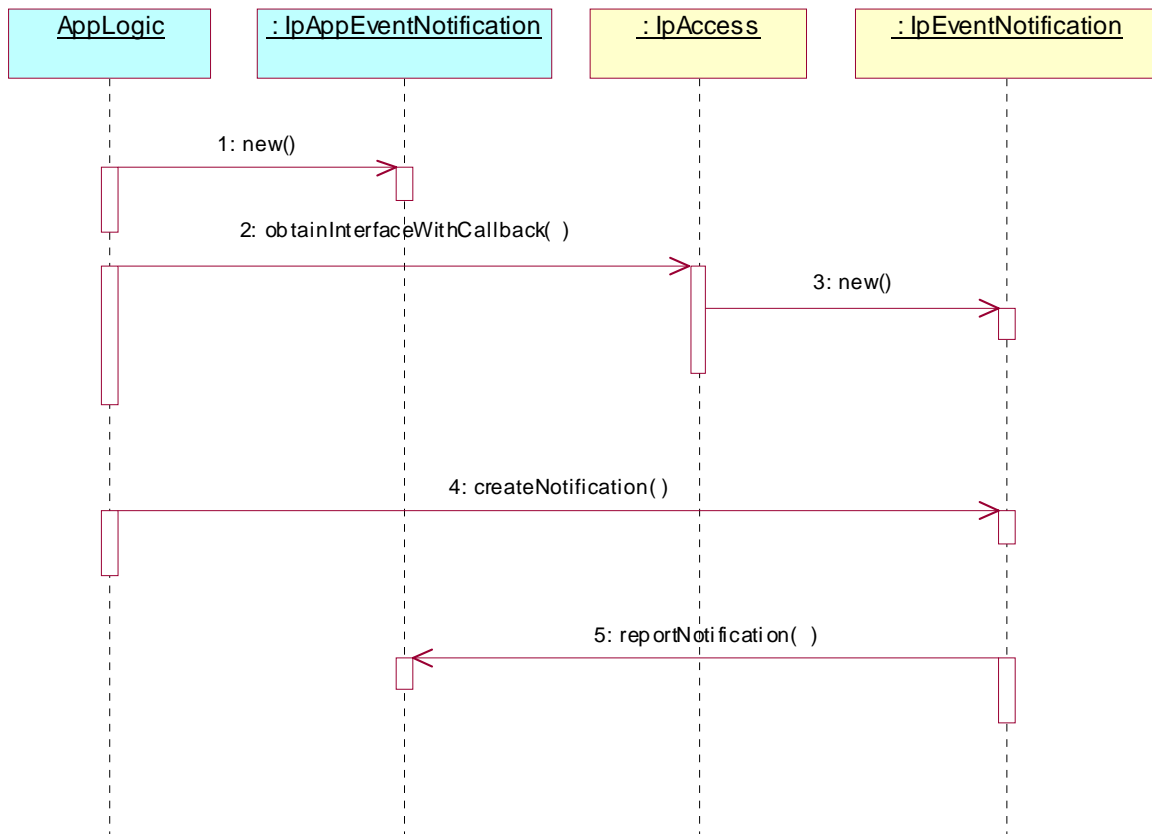 AppLogic
: IpAppEventNotification
: IpAccess
: IpEventNotification
1: new()
2: obtainInterfaceWithCallback( )
3: new()
4: createNotification( )
5: reportNotification( )